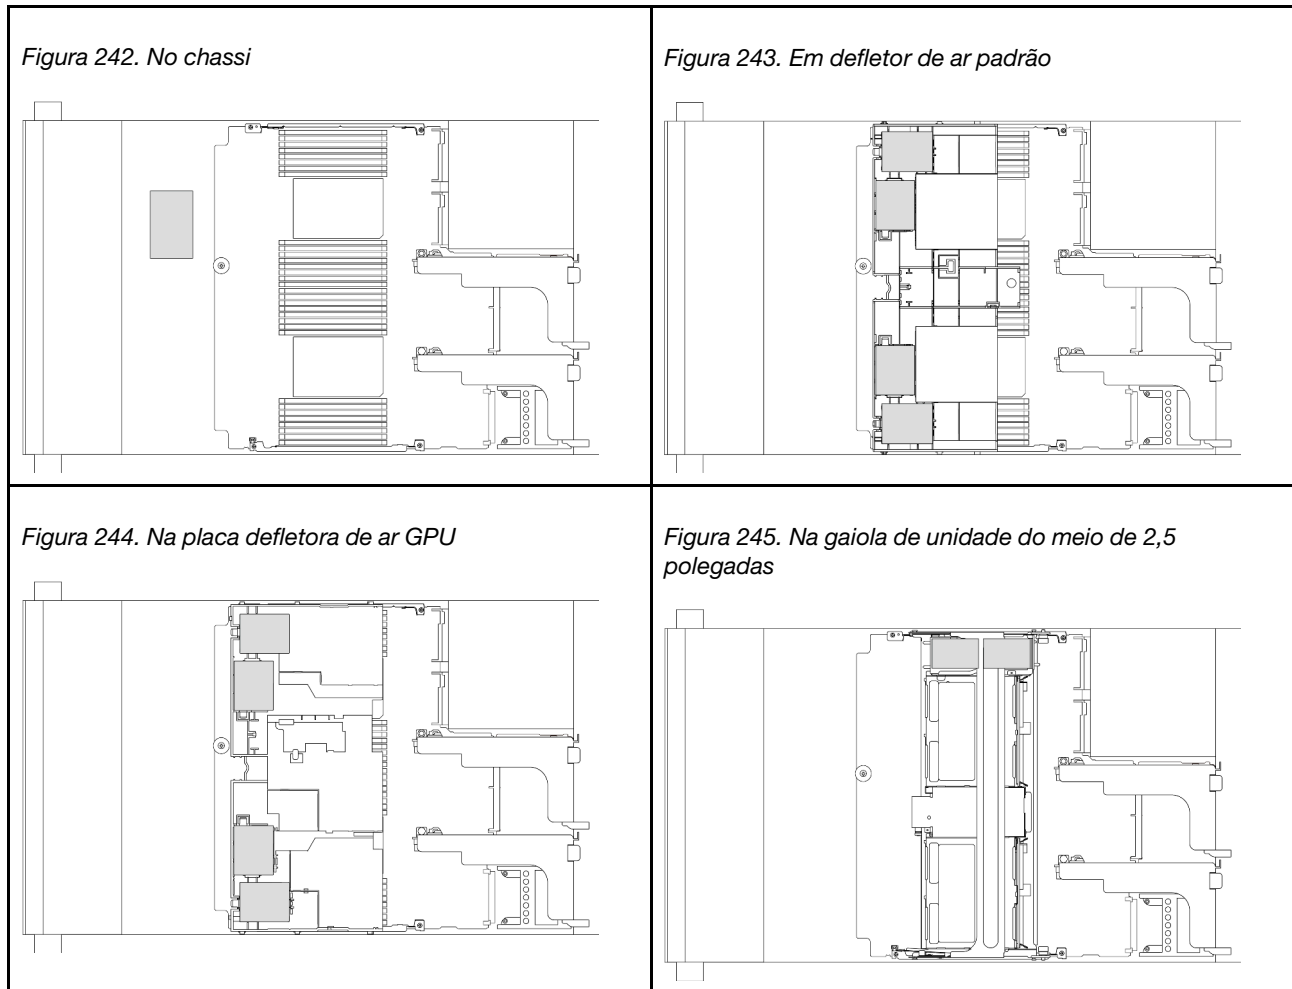 Figura 242. No chassi
Figura 243. Em defletor de ar padrão
Figura 244. Na placa defletora de ar GPU
Figura 245. Na gaiola de unidade do meio de 2,5
polegadas